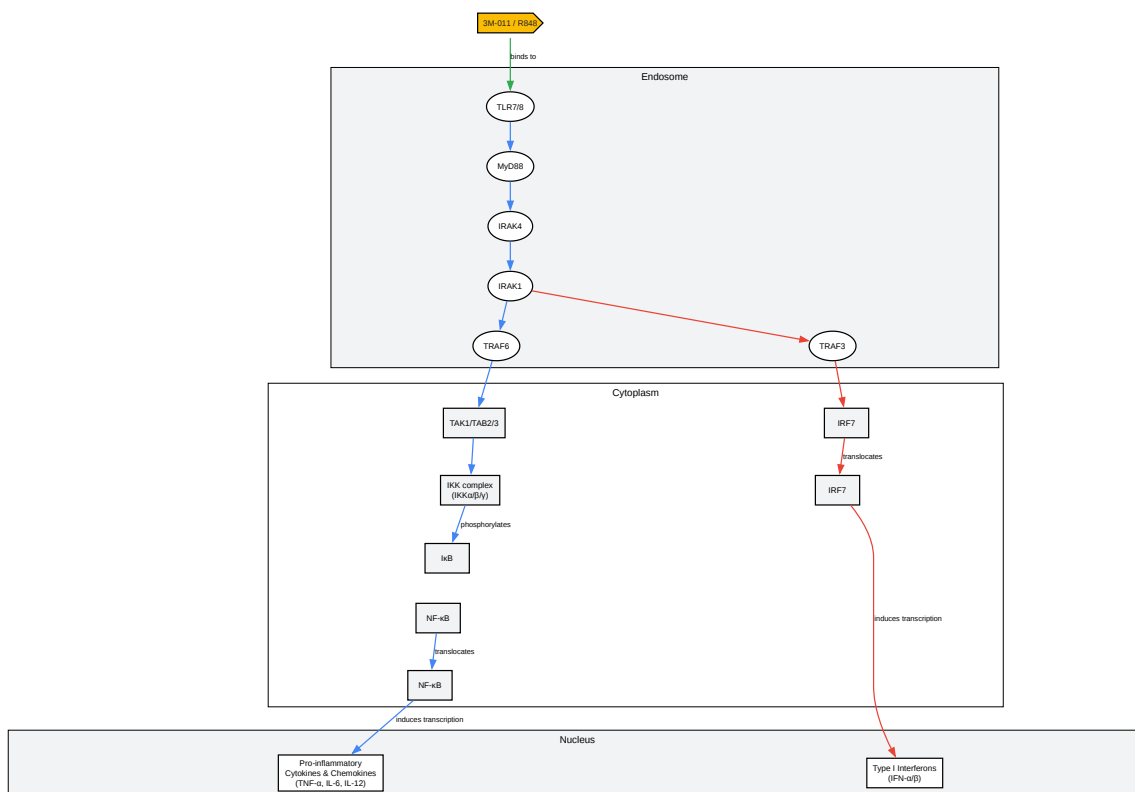 3M-011 / R848
binds to
Endosome
TLR7/8
MyD88
IRAK4
IRAK1
TRAF6
TRAF3
Cytoplasm
TAK1/TAB2/3
IRF7
translocates
IKK complex
(IKKα/β/γ)
IRF7
phosphorylates
IκB
NF-κB
induces transcription
translocates
NF-κB
induces transcription
Nucleus
Pro-inflammatory
Cytokines & Chemokines
(TNF-α, IL-6, IL-12)
Type I Interferons
(IFN-α/β)